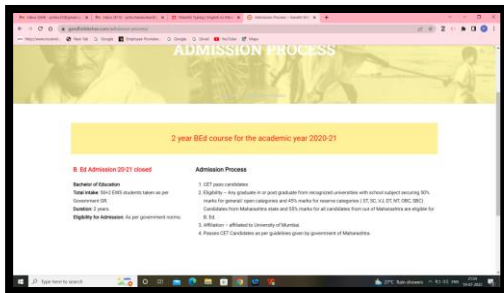 ADMISSION PROCESS
2 year BEd course for the academic year 2020-21
B. Ed Admission 20-21 closed
Bachelor of Education
Total Intake: 50+2 EWS students taken as per
Government GR.
Duration: 2 years
Eligibility for Admission: As per government norms.
Admission Process
1. CET pass candidates
2. Eligibility – Any graduate or post graduate from recognized universities with school subject securing 50%
marks for general/ open categories and 45% marks for reserve categories ( ST, SC, VJ, DT, NT, OBC, SBC)
Candidates from Maharashtra state and 50% marks for all candidates from out of Maharashtra are eligible for
B. Ed.
3. Affiliation – affiliated to University of Mumbai
4. Passes CET Candidates as per guidelines given by government of Maharashtra.
Type here to search